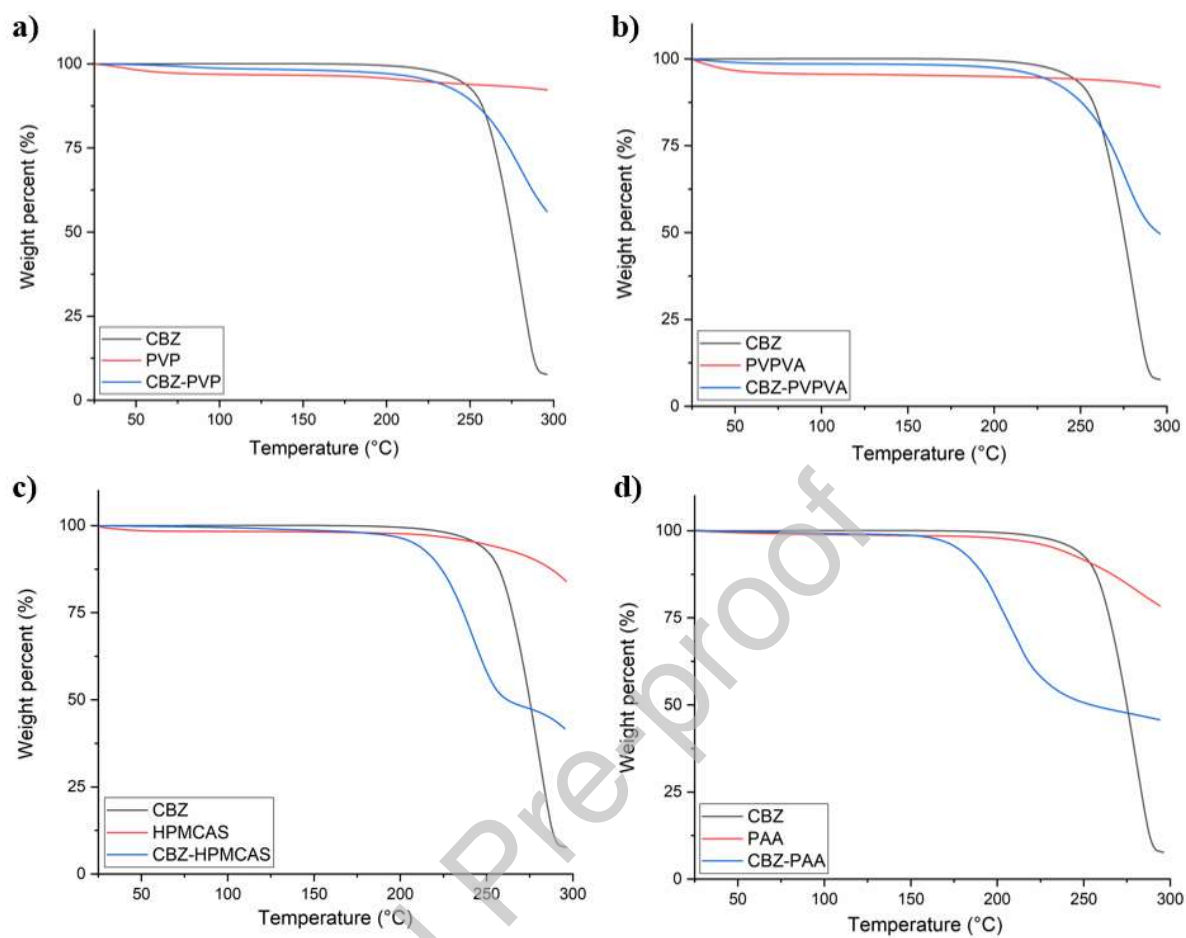 a)
100
75
50
25
0
Weight percent (%)
CBZ
PVP
CBZ-PVP
50 100 150 200 250 300
Temperature (°C)
b)
100
75
50
25
0
Weight percent (%)
CBZ
PVPVA
CBZ-PVPVA
50 100 150 200 250 300
Temperature (°C)
c)
100
75
50
25
0
Weight percent (%)
CBZ
HPMCAS
CBZ-HPMCAS
50 100 150 200 250 300
Temperature (°C)
d)
100
75
50
25
0
Weight percent (%)
CBZ
PAA
CBZ-PAA
50 100 150 200 250 300
Temperature (°C)
Pre-proof